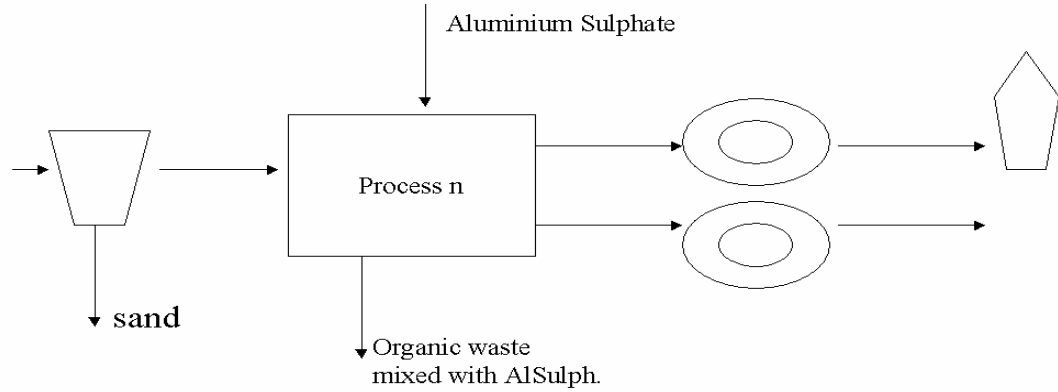 Aluminium Sulphate
Process n
sand
Organic waste
mixed with AlSulph.